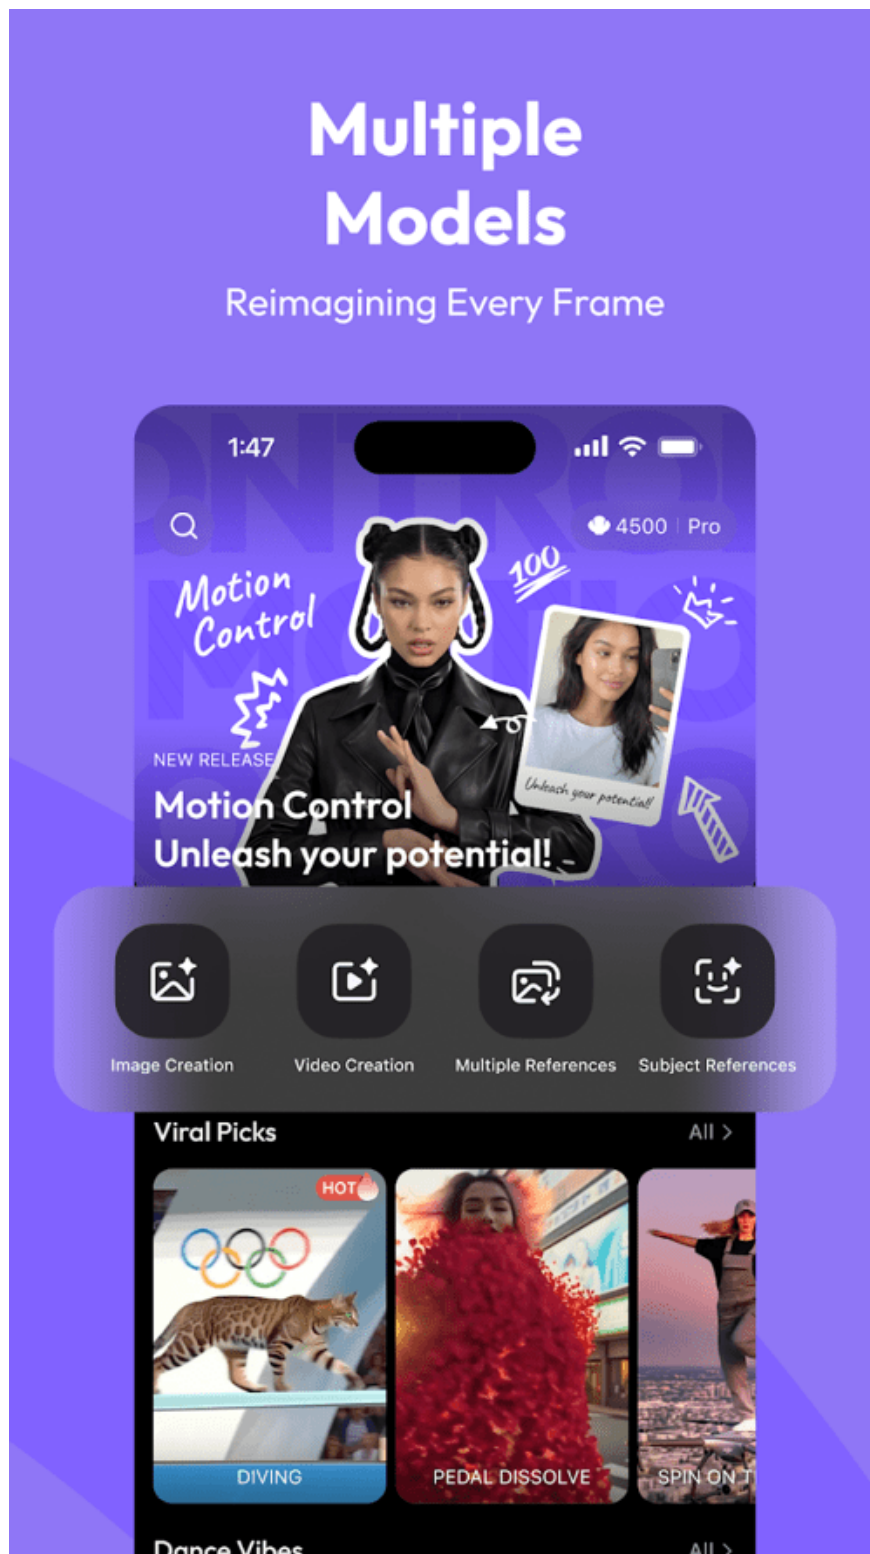 Multiple
Models
Reimagining Every Frame
1:47
4500 | Pro
Motion
Control
100
Unleash your potential!
NEW RELEASE
Motion Control
Unleash your potential!
Image Creation
Video Creation
Multiple References
Subject References
Viral Picks
All >
HOT
DIVING
PEDAL DISSOLVE
SPIN ON T
Dance Vibes
All >